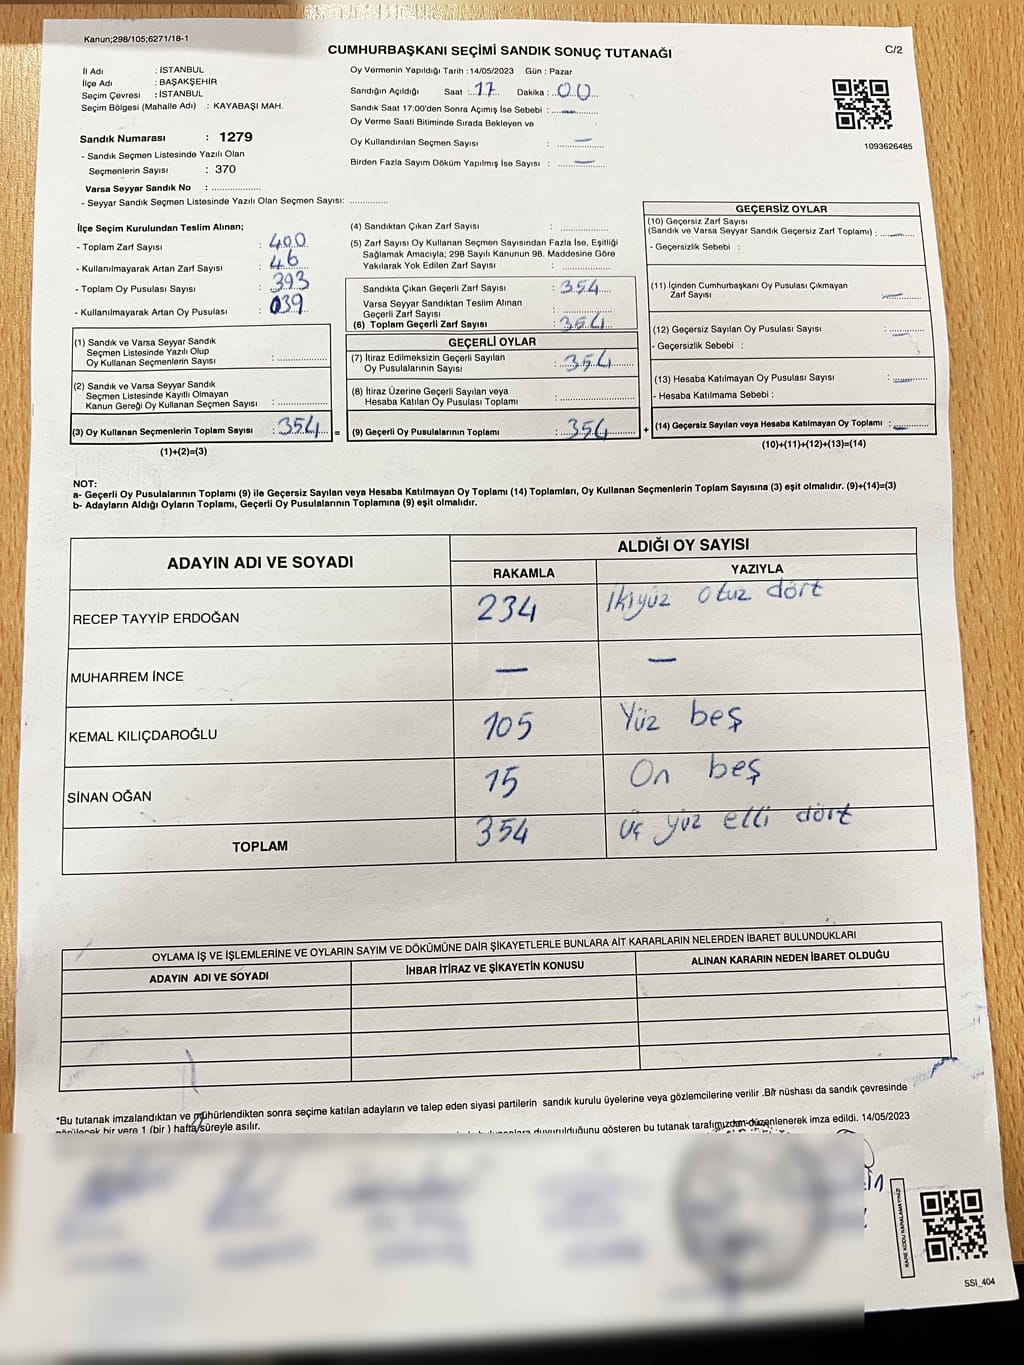 Kanun;298/105;6271/18-1
CUMHURBAŞKANI SEÇİMİ SANDIK SONUÇ TUTANAĞI
C/2
İl Adı : İSTANBUL
İlçe Adı : BAŞAKŞEHİR
Seçim Çevresi : İSTANBUL
Seçim Bölgesi (Mahalle Adı) : KAYABAŞI MAH.
Sandık Numarası : 1279
- Sandık Seçmen Listesinde Yazılı Olan
Seçmenlerin Sayısı : 370
Varsa Seyyar Sandık No : ..................
- Seyyar Sandık Seçmen Listesinde Yazılı Olan Seçmen Sayısı: ..............
Oy Vermenin Yapıldığı Tarih :14/05/2023 Gün : Pazar
Sandığın Açıldığı Saat : 17 Dakika : 00
Sandık Saat 17:00'den Sonra Açımış İse Sebebi : —
Oy Verme Saati Bitiminde Sırada Bekleyen ve
Oy Kullandırılan Seçmen Sayısı : —
Birden Fazla Sayım Döküm Yapılmış İse Sayısı : —
1093626485
İlçe Seçim Kurulundan Teslim Alınan;
- Toplam Zarf Sayısı : 400
- Kullanılmayarak Artan Zarf Sayısı : 46
- Toplam Oy Pusulası Sayısı : 393
- Kullanılmayarak Artan Oy Pusulası : 039
(1) Sandık ve Varsa Seyyar Sandık
Seçmen Listesinde Yazılı Olup
Oy Kullanan Seçmenlerin Sayısı : ..............
(2) Sandık ve Varsa Seyyar Sandık
Seçmen Listesinde Kayıtlı Olmayan
Kanun Gereği Oy Kullanan Seçmen Sayısı : ..............
(3) Oy Kullanan Seçmenlerin Toplam Sayısı : 354 =
(1)+(2)=(3)
(4) Sandıktan Çıkan Zarf Sayısı : ..............
(5) Zarf Sayısı Oy Kullanan Seçmen Sayısından Fazla İse, Eşitliği
Sağlamak Amacıyla; 298 Sayılı Kanunun 98. Maddesine Göre
Yakılarak Yok Edilen Zarf Sayısı : ..............
Sandıkta Çıkan Geçerli Zarf Sayısı : 354
Varsa Seyyar Sandıktan Teslim Alınan
Geçerli Zarf Sayısı : ..............
(6) Toplam Geçerli Zarf Sayısı : 354
GEÇERLİ OYLAR
(7) İtiraz Edilmeksizin Geçerli Sayılan
Oy Pusulalarının Sayısı : 354
(8) İtiraz Üzerine Geçerli Sayılan veya
Hesaba Katılan Oy Pusulası Toplamı : ..............
(9) Geçerli Oy Pusulalarının Toplamı : 354 +
GEÇERSİZ OYLAR
(10) Geçersiz Zarf Sayısı
(Sandık ve Varsa Seyyar Sandık Geçersiz Zarf Toplamı) : —
- Geçersizlik Sebebi :
(11) İçinden Cumhurbaşkanı Oy Pusulası Çıkmayan
Zarf Sayısı : —
(12) Geçersiz Sayılan Oy Pusulası Sayısı : —
- Geçersizlik Sebebi :
(13) Hesaba Katılmayan Oy Pusulası Sayısı : —
- Hesaba Katılmama Sebebi :
(14) Geçersiz Sayılan veya Hesaba Katılmayan Oy Toplamı : —
(10)+(11)+(12)+(13)=(14)
NOT:
a- Geçerli Oy Pusulalarının Toplamı (9) ile Geçersiz Sayılan veya Hesaba Katılmayan Oy Toplamı (14) Toplamları, Oy Kullanan Seçmenlerin Toplam Sayısına (3) eşit olmalıdır. (9)+(14)=(3)
b- Adayların Aldığı Oyların Toplamı, Geçerli Oy Pusulalarının Toplamına (9) eşit olmalıdır.
ADAYIN ADI VE SOYADI
ALDIĞI OY SAYISI
RAKAMLA YAZIYLA
RECEP TAYYİP ERDOĞAN 234 İkiyüz otuz dört
MUHARREM İNCE — —
KEMAL KILIÇDAROĞLU 105 Yüz beş
SİNAN OĞAN 15 On beş
TOPLAM 354 üç yüz elli dört
OYLAMA İŞ VE İŞLEMLERİNE VE OYLARIN SAYIM VE DÖKÜMÜNE DAİR ŞİKAYETLERLE BUNLARA AİT KARARLARIN NELERDEN İBARET BULUNDUKLARI
ADAYIN ADI VE SOYADI İHBAR İTİRAZ VE ŞİKAYETİN KONUSU ALINAN KARARIN NEDEN İBARET OLDUĞU
*Bu tutanak imzalandıktan ve mühürlendikten sonra seçime katılan adayların ve talep eden siyasi partilerin sandık kurulu üyelerine veya gözlemcilerine verilir .Bir nüshası da sandık çevresinde
görülecek bir yere 1 (bir ) hafta süreyle asılır.
duyurulduğunu gösteren bu tutanak tarafımızdan düzenlenerek imza edildi. 14/05/2023
KARE KODU KARALAMAYINIZ!
SSI_404